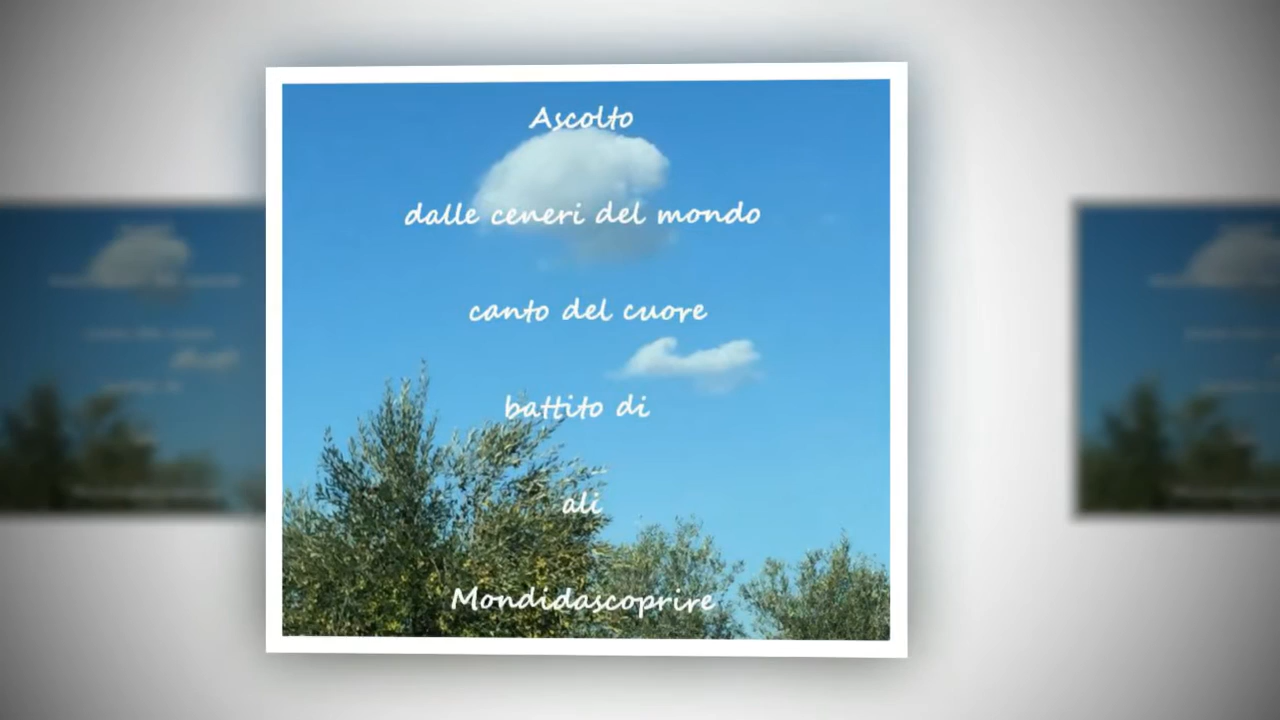 Ascolto
dalle ceneri del mondo
canto del cuore
battito di
ali
Mondidascoprire